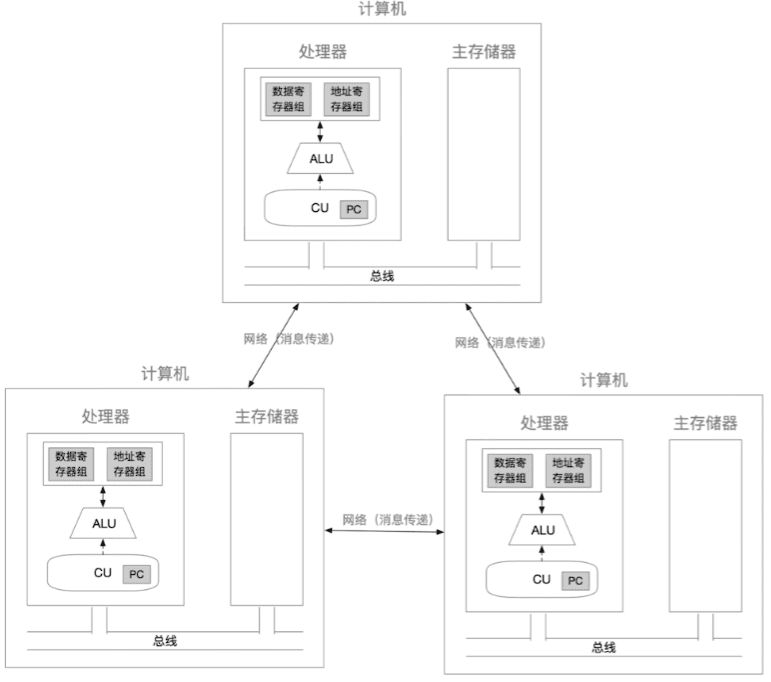 计算机
处理器
主存储器
数据寄
存器组
地址寄
存器组
ALU
CU
PC
总线
网络（消息传递）
网络（消息传递）
计算机
处理器
主存储器
数据寄
存器组
地址寄
存器组
ALU
CU
PC
总线
网络（消息传递）
计算机
处理器
主存储器
数据寄
存器组
地址寄
存器组
ALU
CU
PC
总线